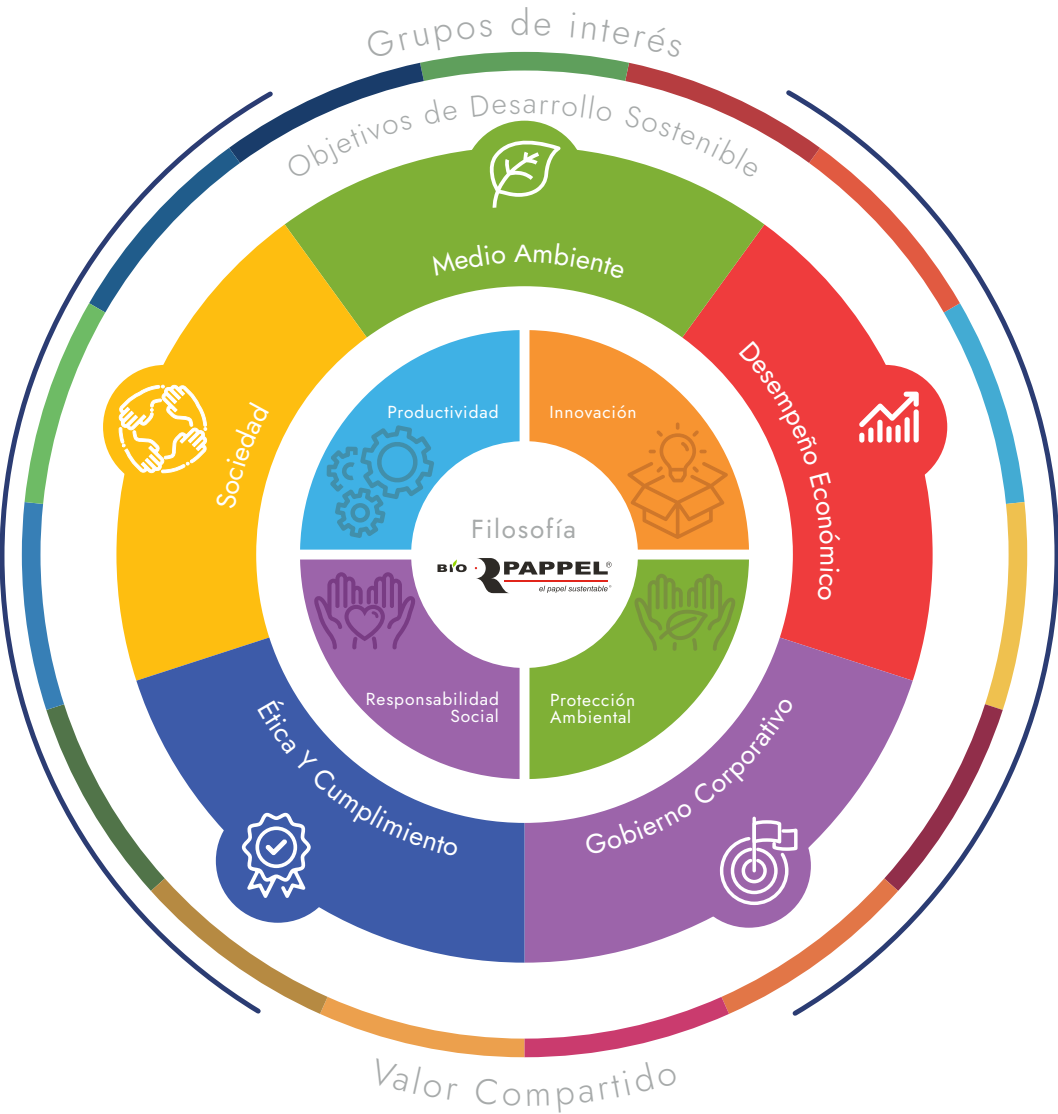 Grupos de interés
Objetivos de Desarrollo Sostenible
Medio Ambiente
Desempeño Económico
Sociedad
Productividad
Innovación
Filosofía
BIO PAPPEL®
el papel sustentable®
Responsabilidad
Social
Protección
Ambiental
Ética Y Cumplimiento
Gobierno Corporativo
Valor Compartido